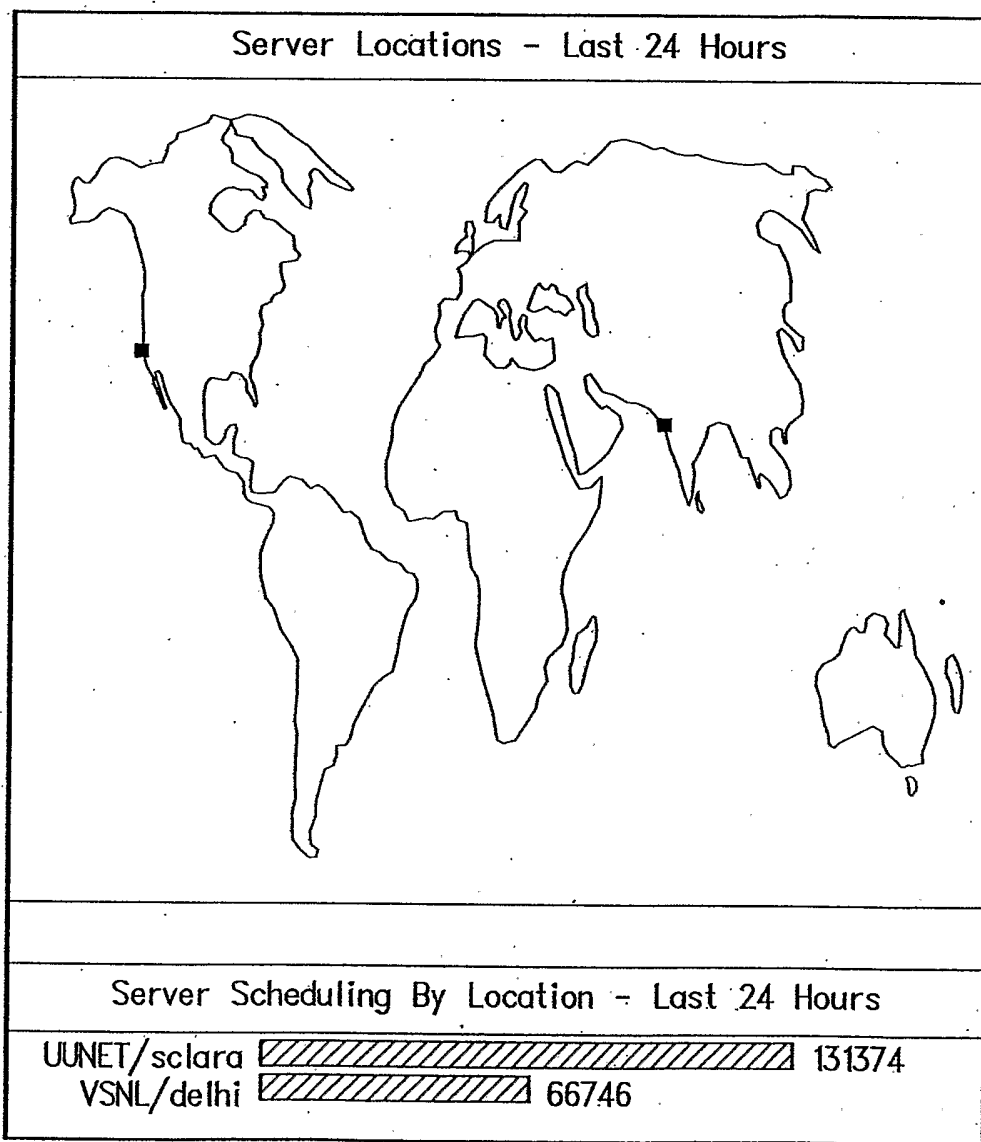 Server Locations - Last 24 Hours
Server Scheduling By Location - Last 24 Hours
UUNET/sclara 131374
VSNL/delhi 66746